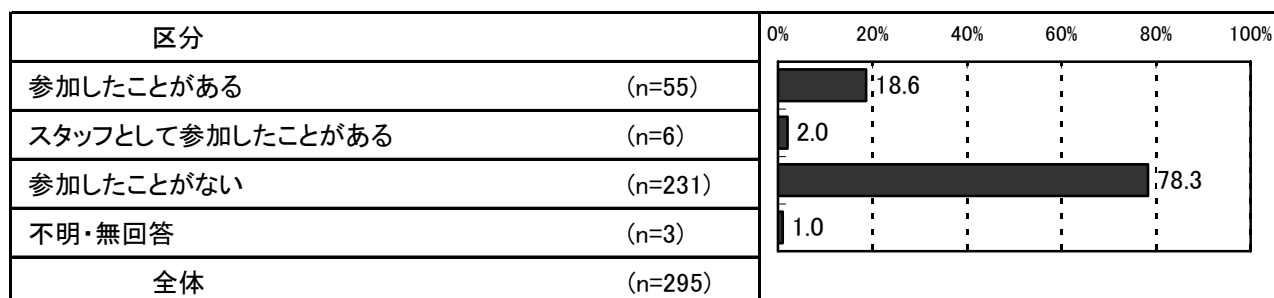 区分 0% 20% 40% 60% 80% 100%
参加したことがある (n=55) 18.6
スタッフとして参加したことがある (n=6) 2.0
参加したことがない (n=231) 78.3
不明・無回答 (n=3) 1.0
全体 (n=295)